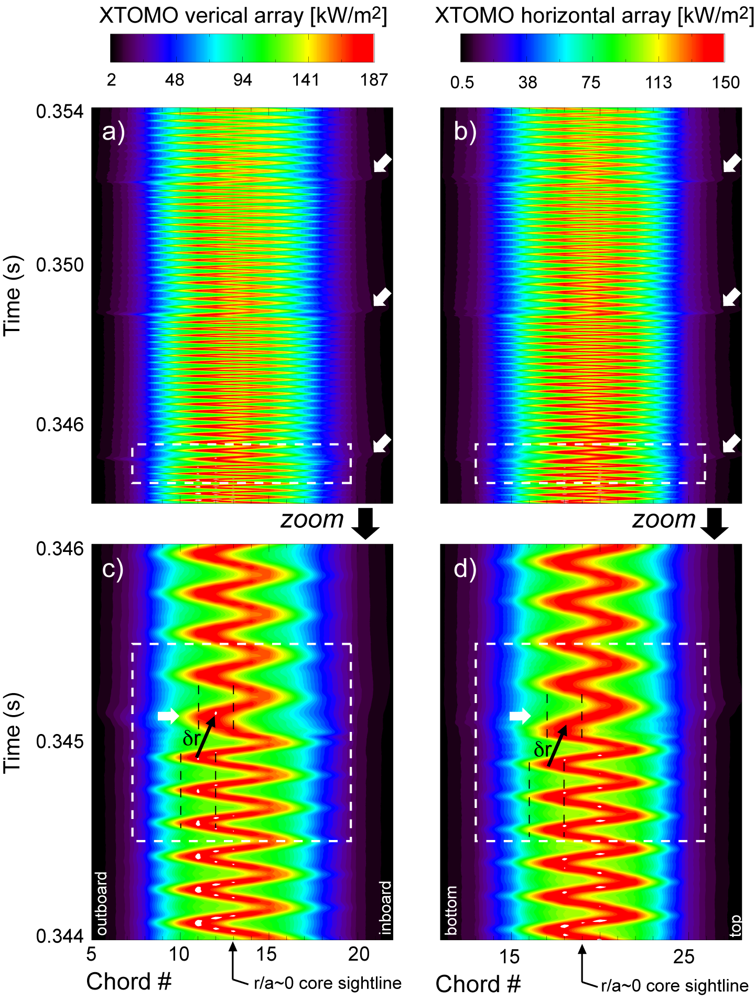 XTOMO verical array [kW/m2]
XTOMO horizontal array [kW/m2]
2 48 94 141 187
0.5 38 75 113 150
Time (s)
0.354
0.350
0.346
a)
b)
zoom
zoom
Time (s)
0.346
0.345
0.344
c)
d)
δr
δr
outboard
inboard
bottom
top
5 10 15 20
15 25
Chord #
r/a~0 core sightline
Chord #
r/a~0 core sightline